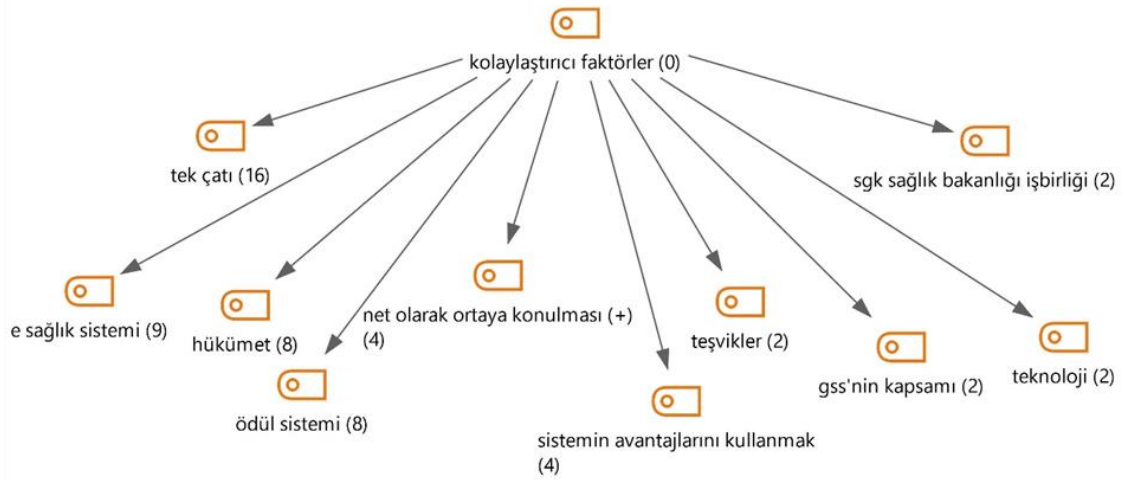 kolaylaştırıcı faktörler (0)
tek çatı (16)
sgk sağlık bakanlığı işbirliği (2)
e sağlık sistemi (9)
hükümet (8)
net olarak ortaya konulması (+)
(4)
teşvikler (2)
gss'nin kapsamı (2)
teknoloji (2)
ödül sistemi (8)
sistemin avantajlarını kullanmak
(4)